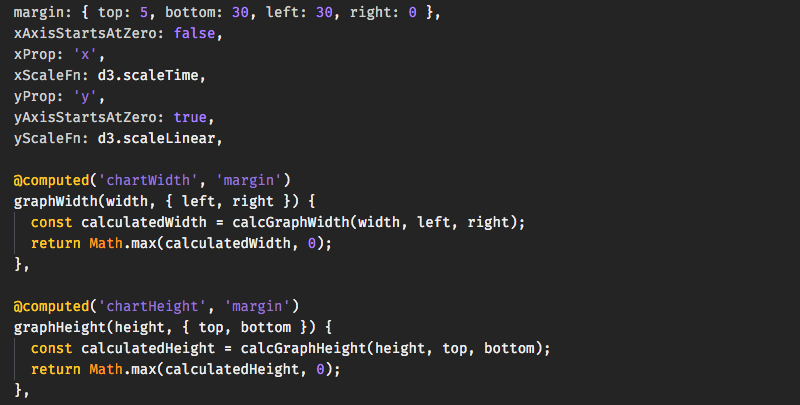 margin: { top: 5, bottom: 30, left: 30, right: 0 },
xAxisStartsAtZero: false,
xProp: 'x',
xScaleFn: d3.scaleTime,
yProp: 'y',
yAxisStartsAtZero: true,
yScaleFn: d3.scaleLinear,

@computed('chartWidth', 'margin')
graphWidth(width, { left, right }) {
  const calculatedWidth = calcGraphWidth(width, left, right);
  return Math.max(calculatedWidth, 0);
},

@computed('chartHeight', 'margin')
graphHeight(height, { top, bottom }) {
  const calculatedHeight = calcGraphHeight(height, top, bottom);
  return Math.max(calculatedHeight, 0);
},